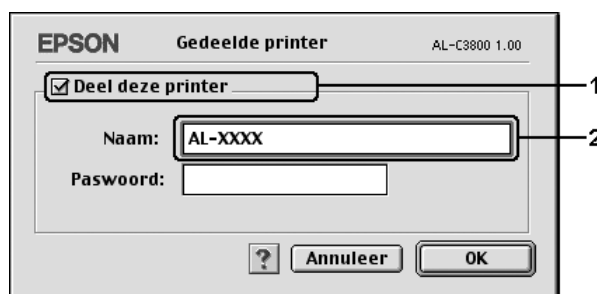 EPSON Gedeelde printer AL-C3800 1.00
Deel deze printer 1
Naam: AL-XXXX 2
Paswoord:
? Annuleer OK